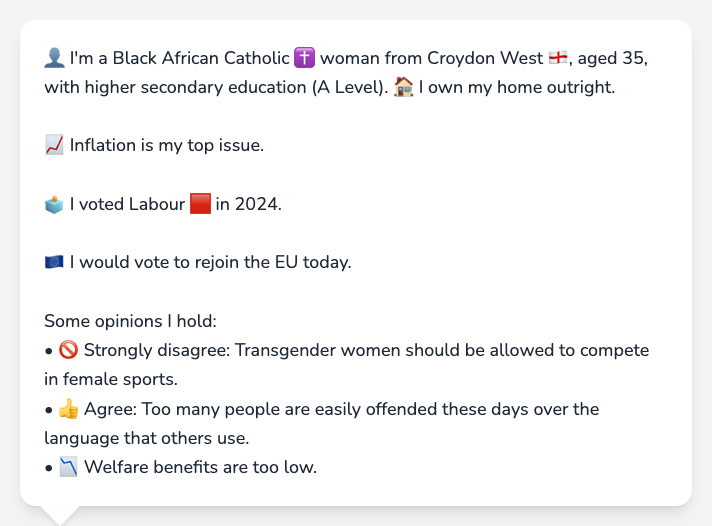 👤 I'm a Black African Catholic ✝️ woman from Croydon West 🏴󠁧󠁢󠁥󠁮󠁧󠁿, aged 35,
with higher secondary education (A Level). 🏠 I own my home outright.
📈 Inflation is my top issue.
🗳️ I voted Labour 🟥 in 2024.
🇪🇺 I would vote to rejoin the EU today.
Some opinions I hold:
• 🚫 Strongly disagree: Transgender women should be allowed to compete
in female sports.
• 👍 Agree: Too many people are easily offended these days over the
language that others use.
• 📉 Welfare benefits are too low.